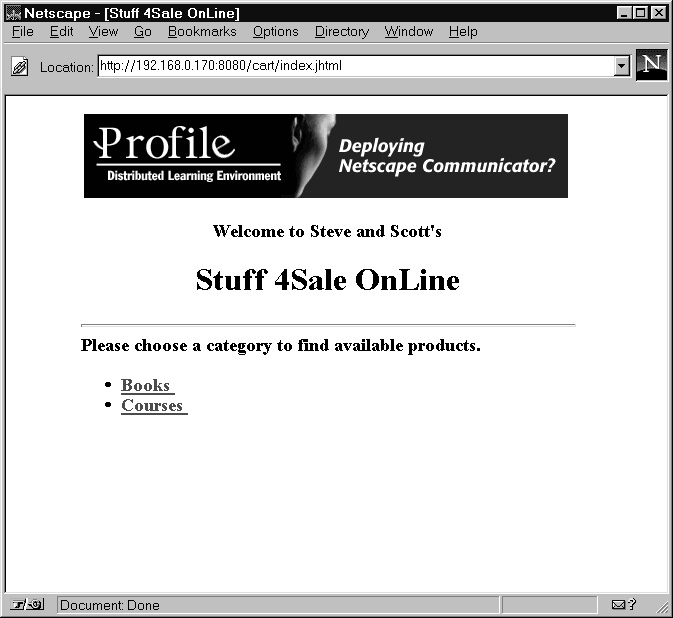 Netscape - [Stuff 4Sale OnLine]
File Edit View Go Bookmarks Options Directory Window Help
Location: http://192.168.0.170:8080/cart/index.jhtml
N
Profile
Distributed Learning Environment
Deploying
Netscape Communicator?
Welcome to Steve and Scott's
Stuff 4Sale OnLine
Please choose a category to find available products.
Books
Courses
Document: Done
?